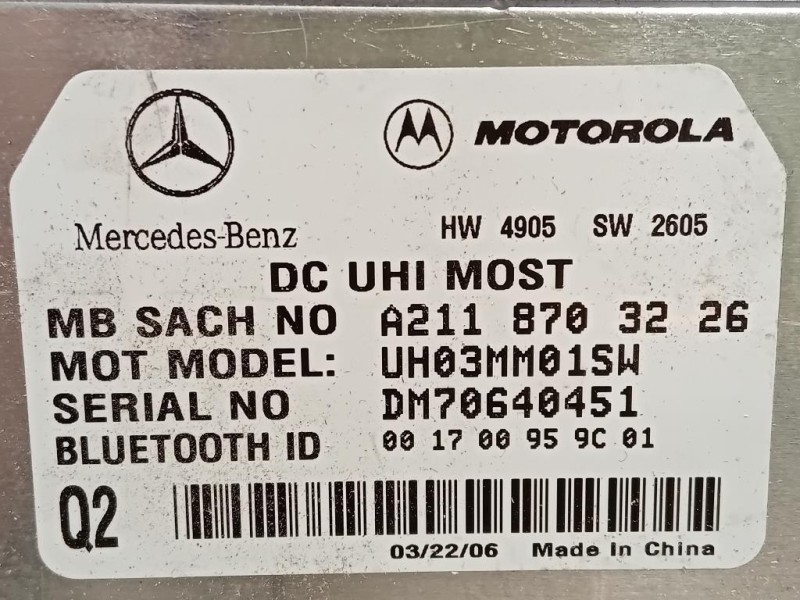 MOTOROLA
Mercedes-Benz
HW 4905 SW 2605
DC UHI MOST
MB SACH NO A211 870 32 26
MOT MODEL: UH03MM01SW
SERIAL NO DM70640451
BLUETOOTH ID 00 17 00 95 9C 01
Q2
03/22/06 Made In China